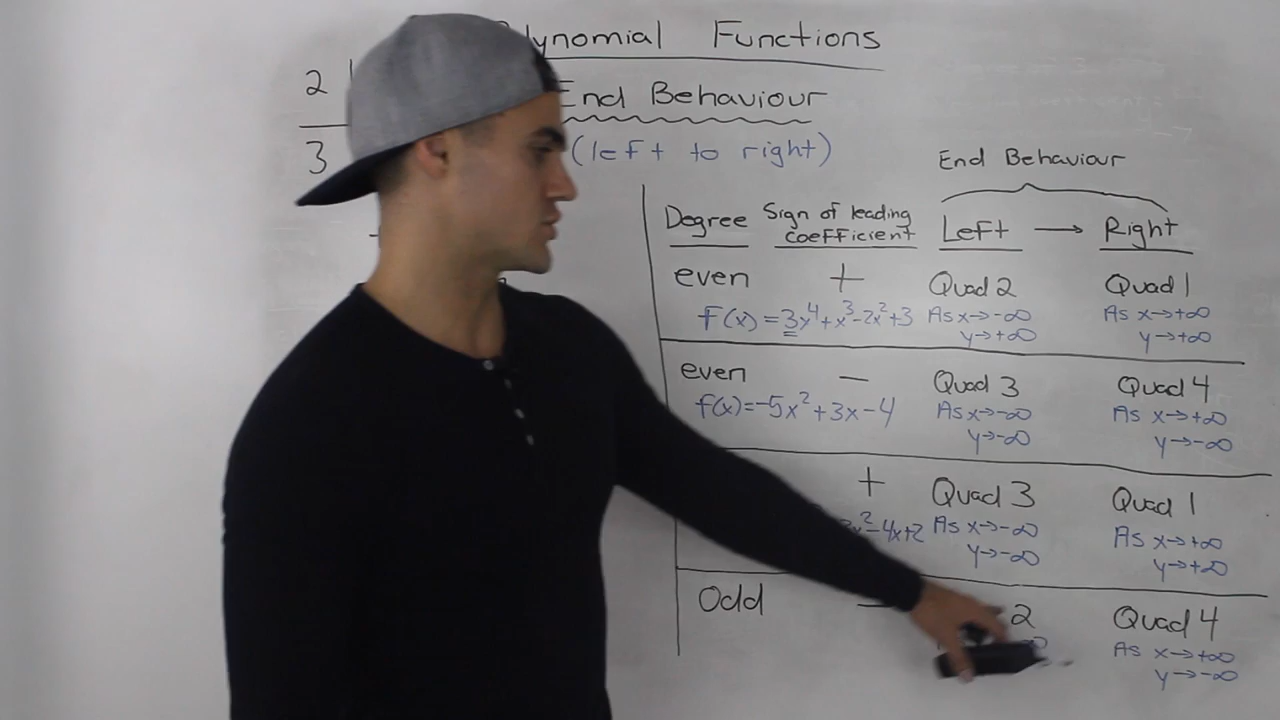 Functions
End Behaviour
(left to right)
2
3
End Behaviour
Degree Sign of leading coefficient Left → Right
even + Quad 2 Quad 1
f(x)=3x⁴+x³-2x²+3 As x→-∞ As x→+∞
y→+∞ y→+∞
even — Quad 3 Quad 4
f(x)=-5x²+3x-4 As x→-∞ As x→+∞
y→-∞ y→-∞
+ Quad 3 Quad 1
-4x+2 As x→-∞ As x→+∞
y→-∞ y→+∞
Odd — 2 Quad 4
As x→+∞
y→-∞